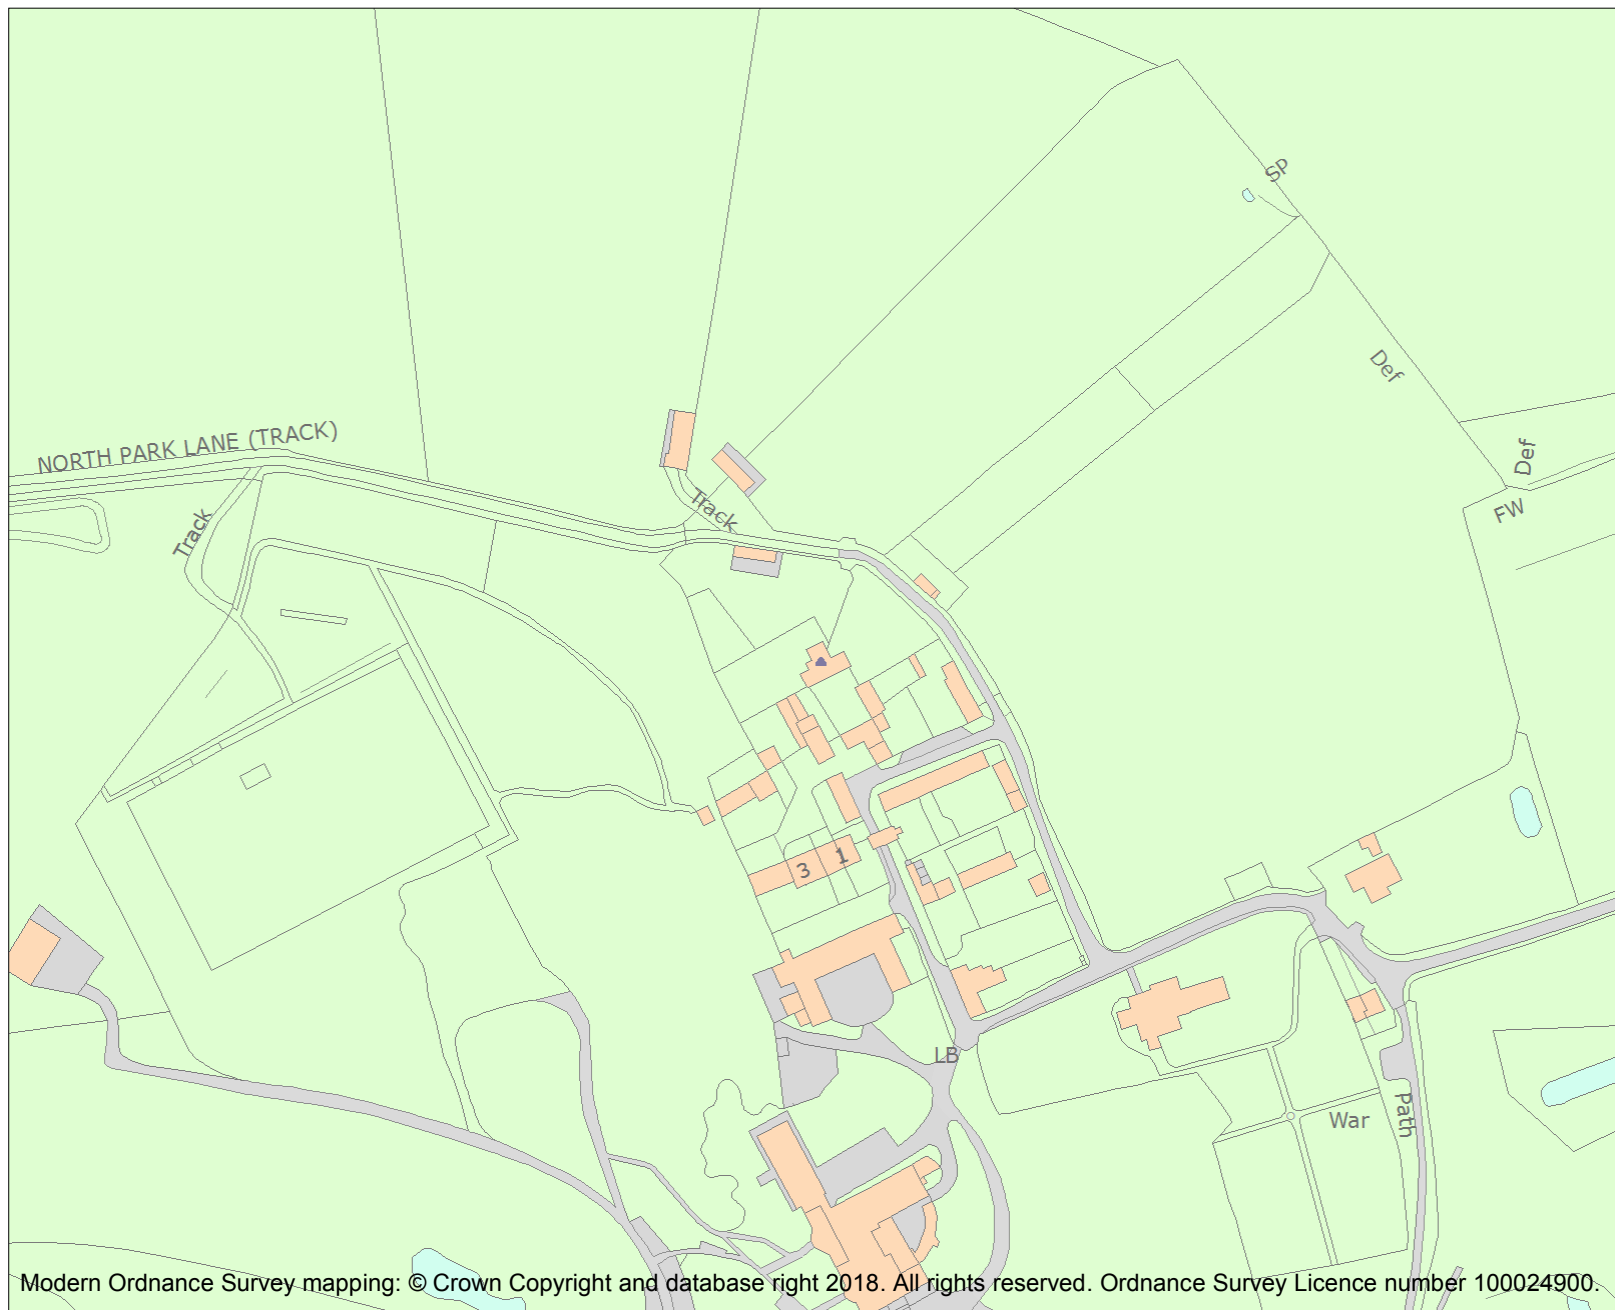 SP
Def
NORTH PARK LANE (TRACK)
Def
Track
FW
Track
3 1
LB
War
Path
Modern Ordnance Survey mapping: © Crown Copyright and database right 2018. All rights reserved. Ordnance Survey Licence number 100024900.